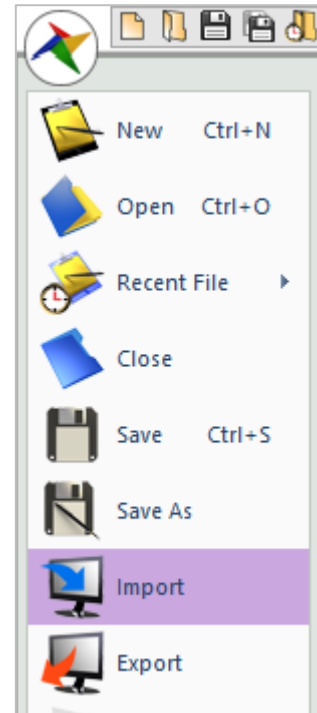 New Ctrl+N
Open Ctrl+O
Recent File
Close
Save Ctrl+S
Save As
Import
Export